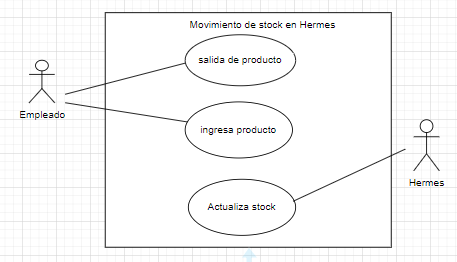 Movimiento de stock en Hermes
salida de producto
Empleado
ingresa producto
Hermes
Actualiza stock